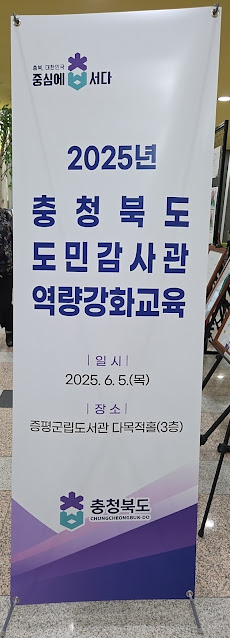 충북, 대한민국
중심에 서다
2025년
충청북도
도민감사관
역량강화교육
| 일시 |
2025. 6. 5.(목)
| 장소 |
증평군립도서관 다목적홀(3층)
충청북도
CHUNGCHEONGBUK-DO